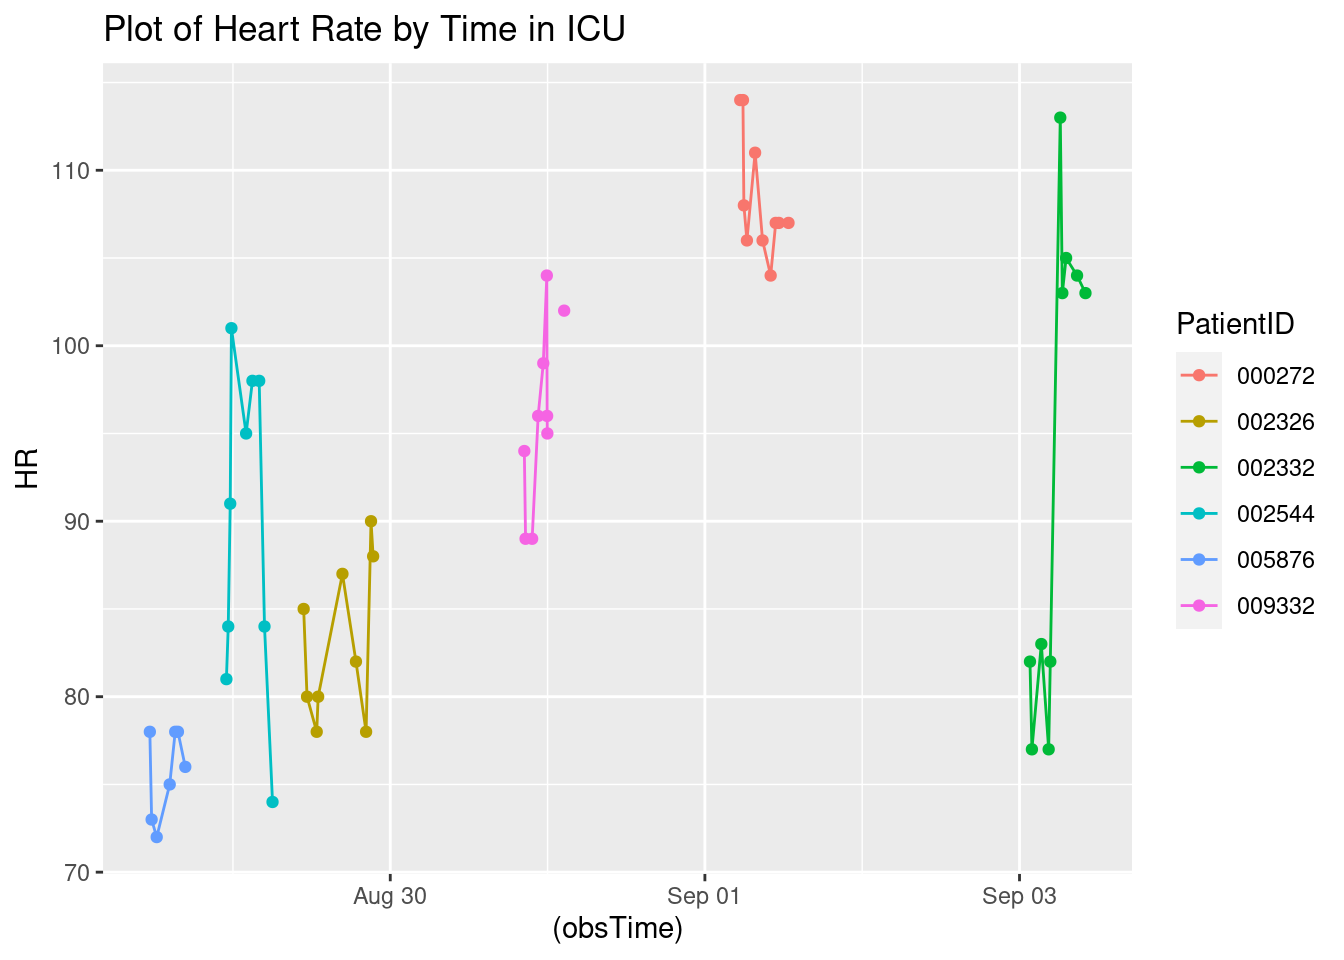 Plot of Heart Rate by Time in ICU
HR
110
100
90
80
70
Aug 30
Sep 01
Sep 03
(obsTime)
PatientID
000272
002326
002332
002544
005876
009332